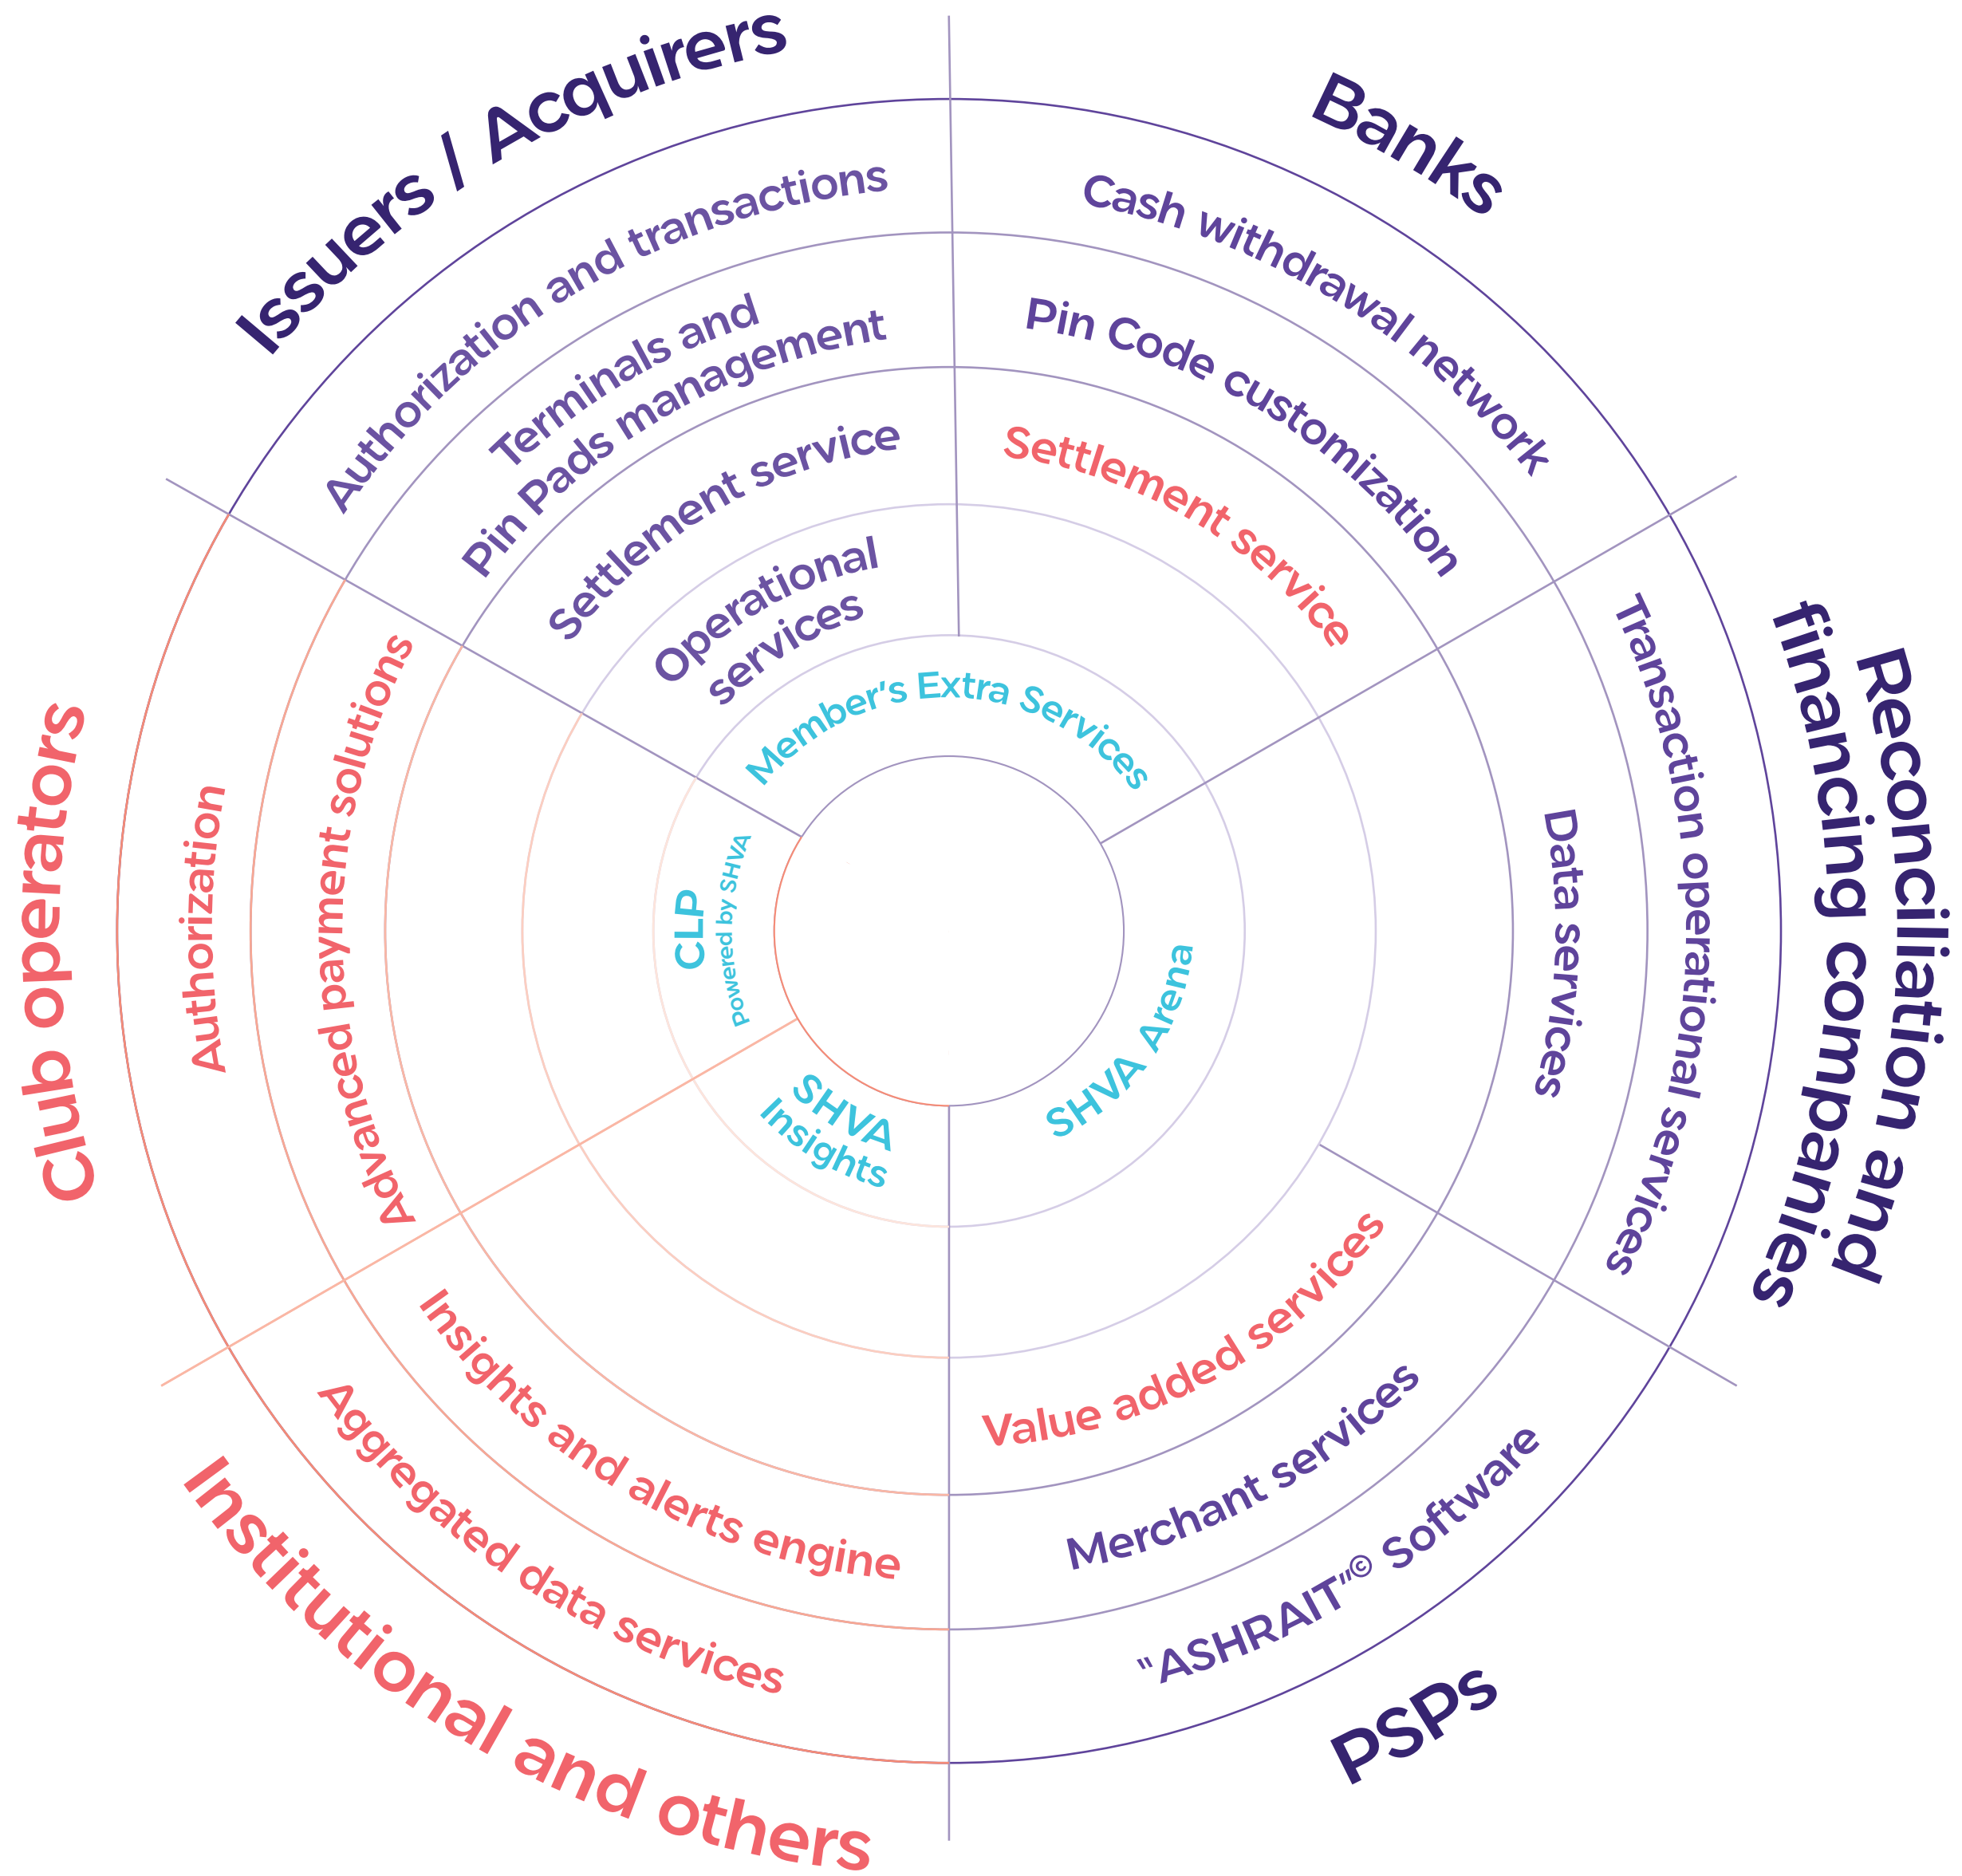 Issuers / Acquirers
Authorization and transactions
Terminals and
Pin Pads management
Settlement service
Operational
services
Banks
Cash withdrawal network
Pin Code customization
Settlement service
Member's Extra Services
Reconciliation and
financing companies
Transaction operational services
Data services
SHVA Arena
PSPs
"ASHRAIT"© Software
Merchant services
Value added services
Institutional and others
Aggregated data services
Insights and alerts engine
SHVA
Insights
Club operators
Authorization
Advanced payment sollutions
CLP
Powered by SHVA